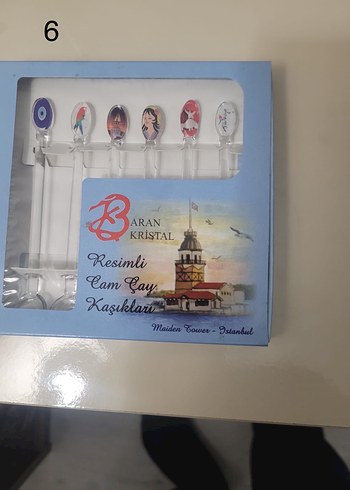 6
BARAN
KRİSTAL
Resimli
Cam Çay
Kaşıkları
Maiden Tower - İstanbul